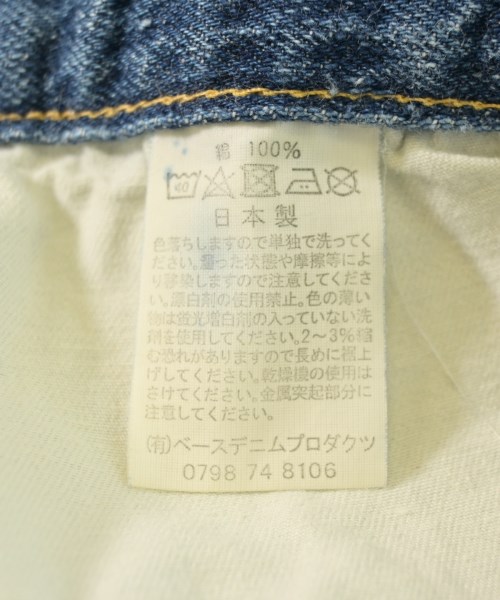 綿 100%
40
日本製
色落ちしますので単独で洗ってく
ださい。湿った状態や摩擦等によ
り移染しますので注意してくださ
い。漂白剤の使用禁止。色の薄い
物は蛍光増白剤の入っていない洗
剤を使用してください。2〜3%縮
む恐れがありますので長めに裾上
げしてください。乾燥機の使用は
さけてください。金属突起部分に
注意してください。
(有)ベースデニムプロダクツ
0798 74 8106